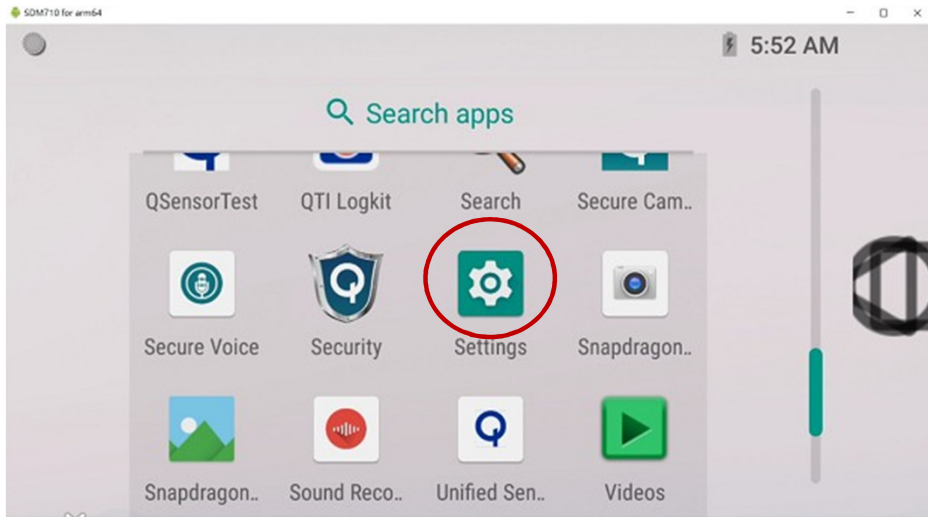 SDM710 for arm64
5:52 AM
Search apps
QSensorTest QTI Logkit Search Secure Cam..
Secure Voice Security Settings Snapdragon..
Snapdragon.. Sound Reco.. Unified Sen.. Videos